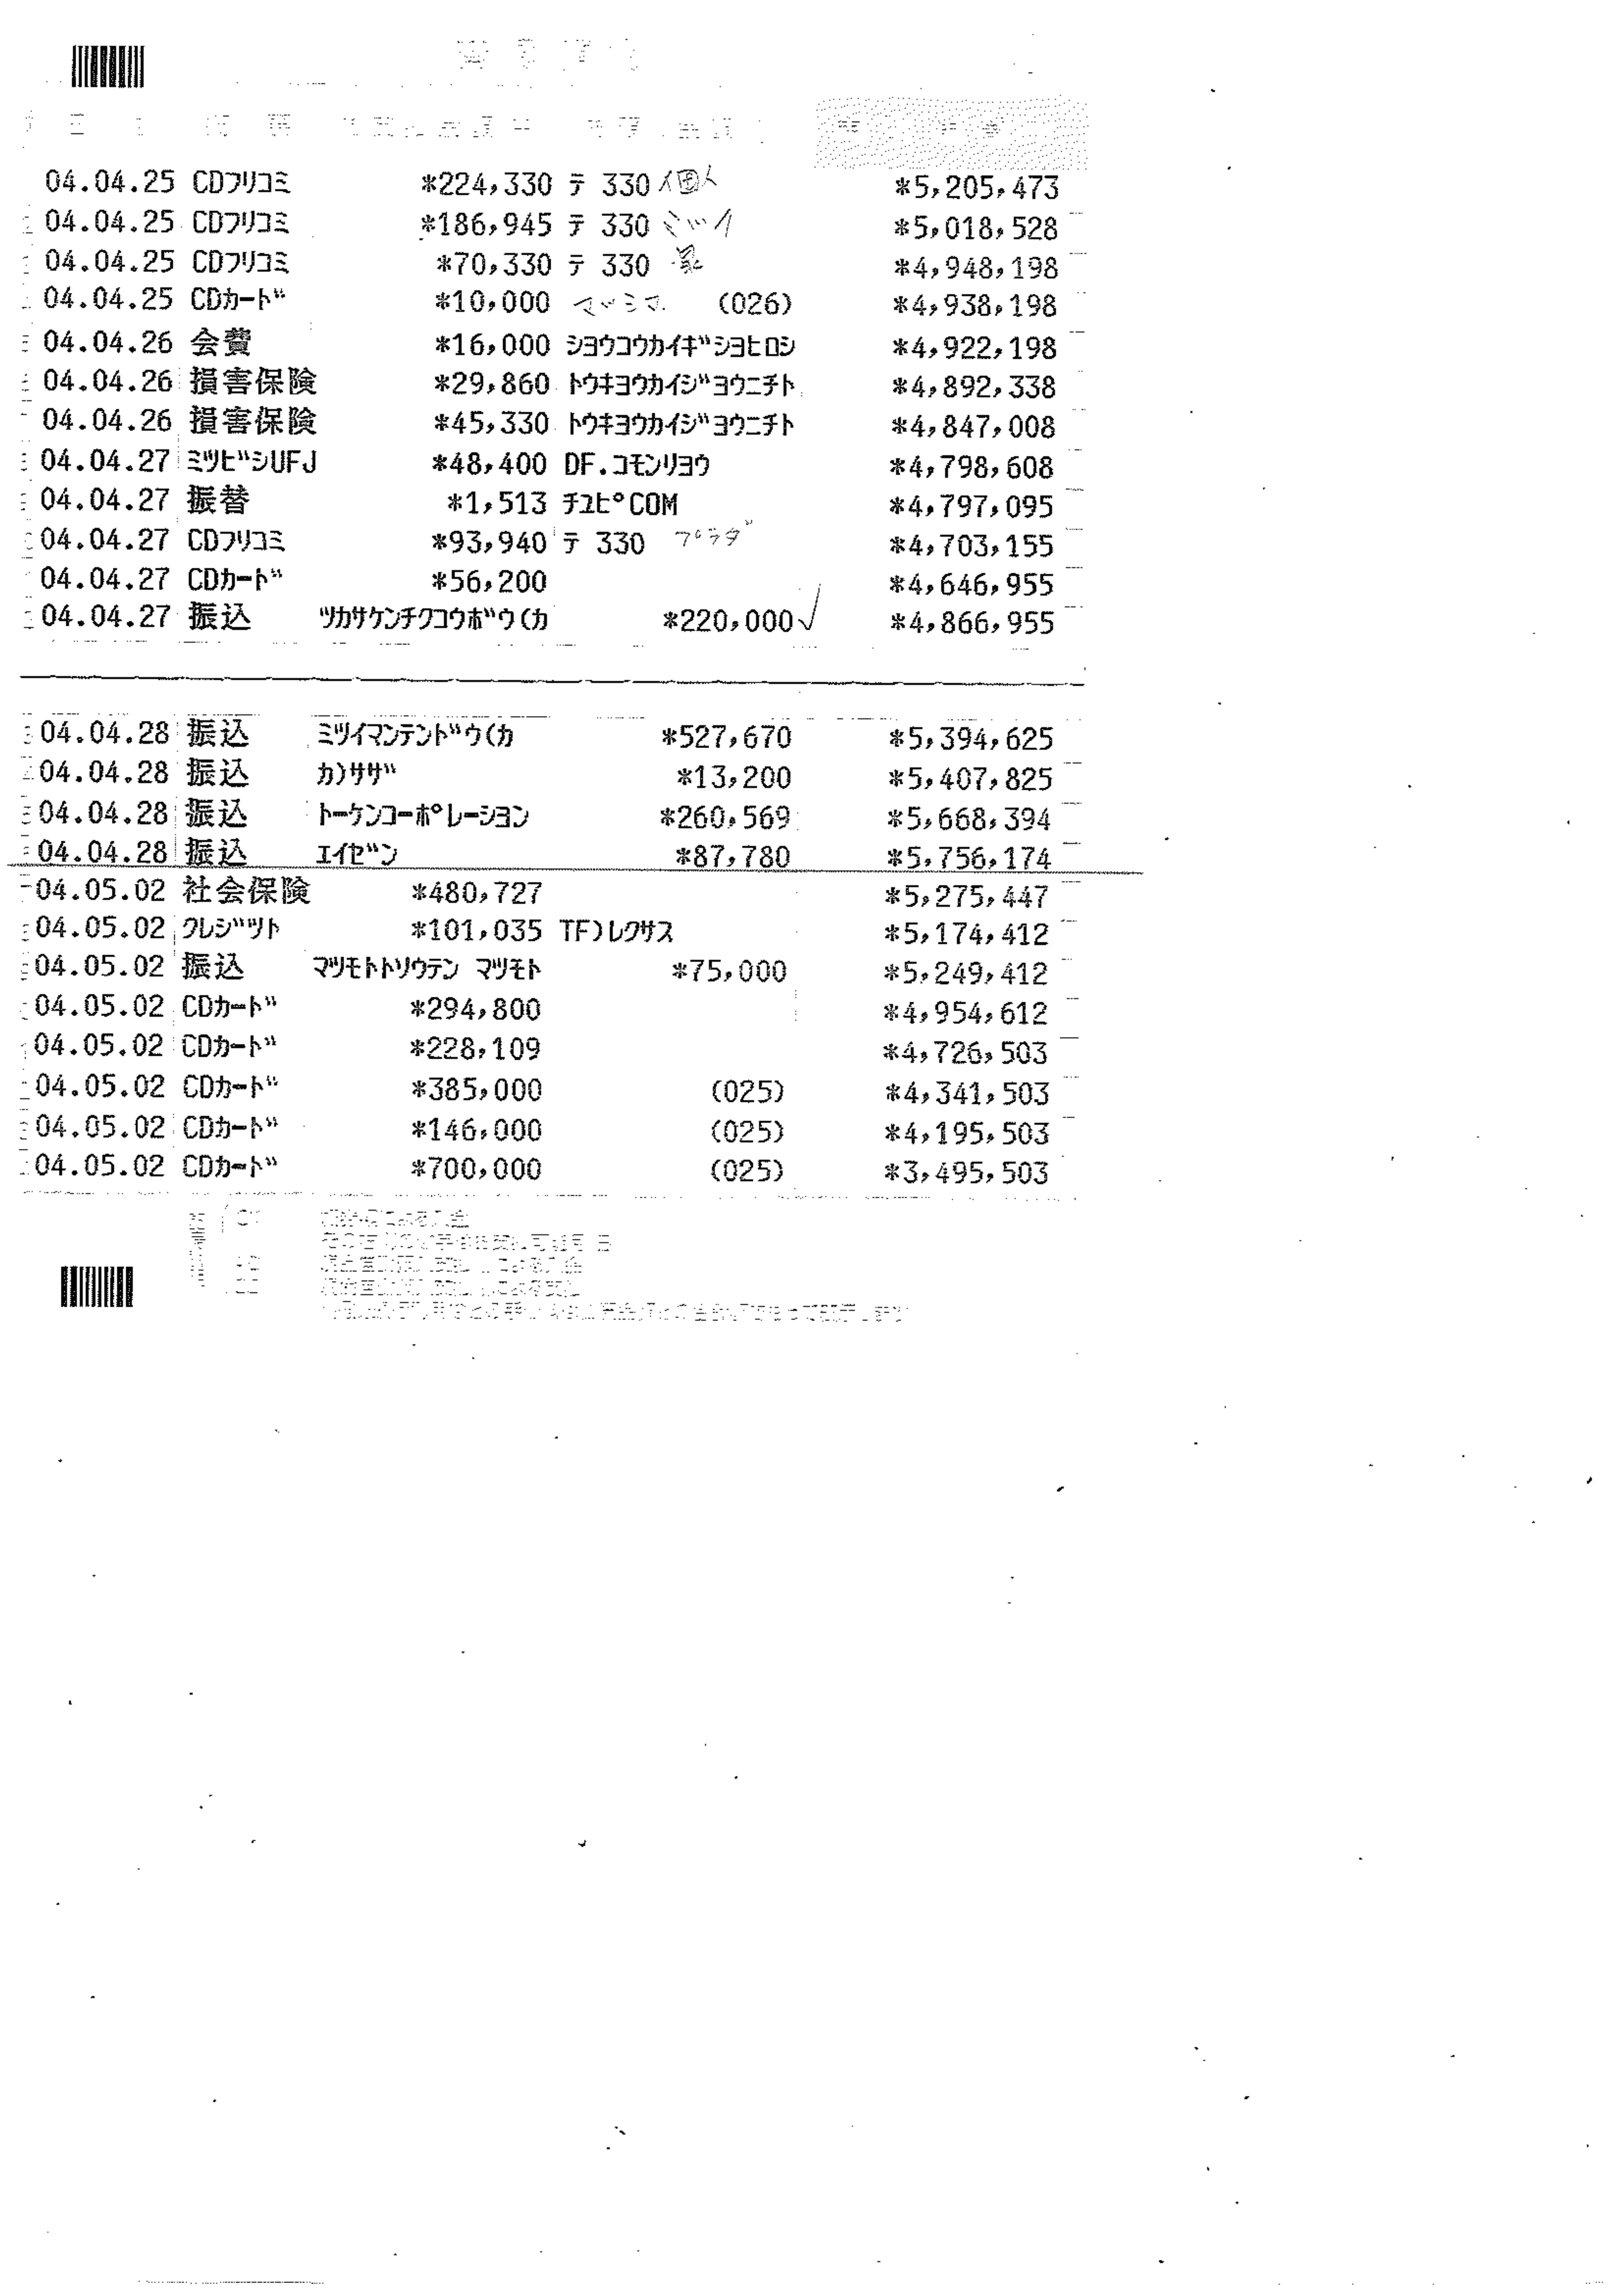 04.04.25 CDフリコミ *224,330 テ 330 個人 *5,205,473
04.04.25 CDフリコミ *186,945 テ 330 ミツイ *5,018,528
04.04.25 CDフリコミ *70,330 テ 330 *4,948,198
04.04.25 CDカード *10,000 マツシマ (026) *4,938,198
04.04.26 会費 *16,000 シヨウコウカイギシヨヒロシ *4,922,198
04.04.26 損害保険 *29,860 トウキヨウカイジヨウニチト *4,892,338
04.04.26 損害保険 *45,330 トウキヨウカイジヨウニチト *4,847,008
04.04.27 ミツビシUFJ *48,400 DF.コモンリヨウ *4,798,608
04.04.27 振替 *1,513 チユピCOM *4,797,095
04.04.27 CDフリコミ *93,940 テ 330 プラダ *4,703,155
04.04.27 CDカード *56,200 *4,646,955
04.04.27 振込 ツカサケンチクコウボウ(カ *220,000✓ *4,866,955
04.04.28 振込 ミツイマンテンドウ(カ *527,670 *5,394,625
04.04.28 振込 カ)ササ゛ *13,200 *5,407,825
04.04.28 振込 トーケンコーポレーシヨン *260,569 *5,668,394
04.04.28 振込 エイゼン *87,780 *5,756,174
04.05.02 社会保険 *480,727 *5,275,447
04.05.02 クレジツト *101,035 TF)レクサス *5,174,412
04.05.02 振込 マツモトトソウテン マツモト *75,000 *5,249,412
04.05.02 CDカード *294,800 *4,954,612
04.05.02 CDカード *228,109 *4,726,503
04.05.02 CDカード *385,000 (025) *4,341,503
04.05.02 CDカード *146,000 (025) *4,195,503
04.05.02 CDカード *700,000 (025) *3,495,503